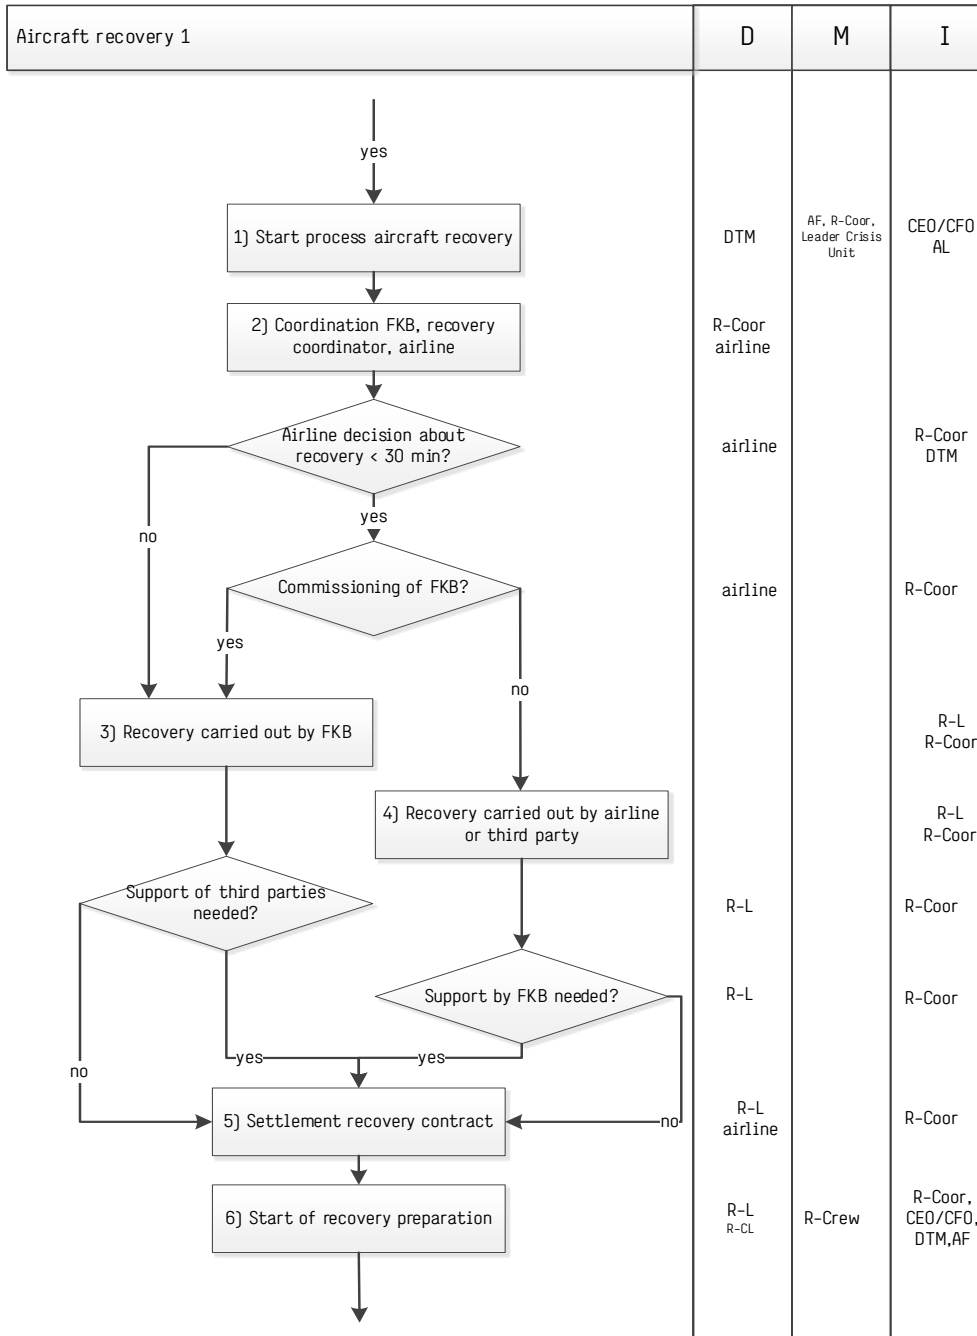 Aircraft recovery 1
D
M
I
yes
1) Start process aircraft recovery
DTM
AF, R-Coor,
Leader Crisis
Unit
CEO/CFO
AL
2) Coordination FKB, recovery
coordinator, airline
R-Coor
airline
Airline decision about
recovery < 30 min?
airline
R-Coor
DTM
no
yes
Commissioning of FKB?
airline
R-Coor
yes
no
3) Recovery carried out by FKB
R-L
R-Coor
4) Recovery carried out by airline
or third party
R-L
R-Coor
Support of third parties
needed?
R-L
R-Coor
Support by FKB needed?
R-L
R-Coor
no
yes
yes
no
5) Settlement recovery contract
R-L
airline
R-Coor
6) Start of recovery preparation
R-L
R-CL
R-Crew
R-Coor,
CEO/CFO,
DTM,AF